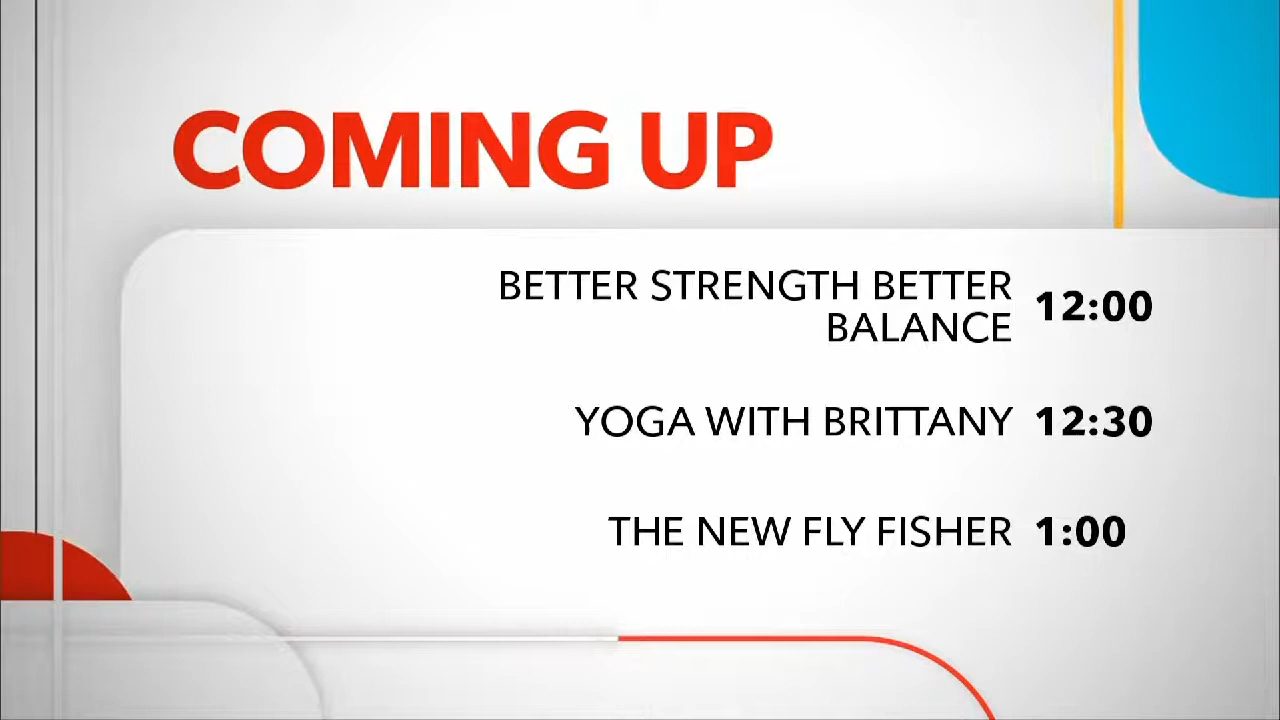 COMING UP
BETTER STRENGTH BETTER
BALANCE 12:00
YOGA WITH BRITTANY 12:30
THE NEW FLY FISHER 1:00